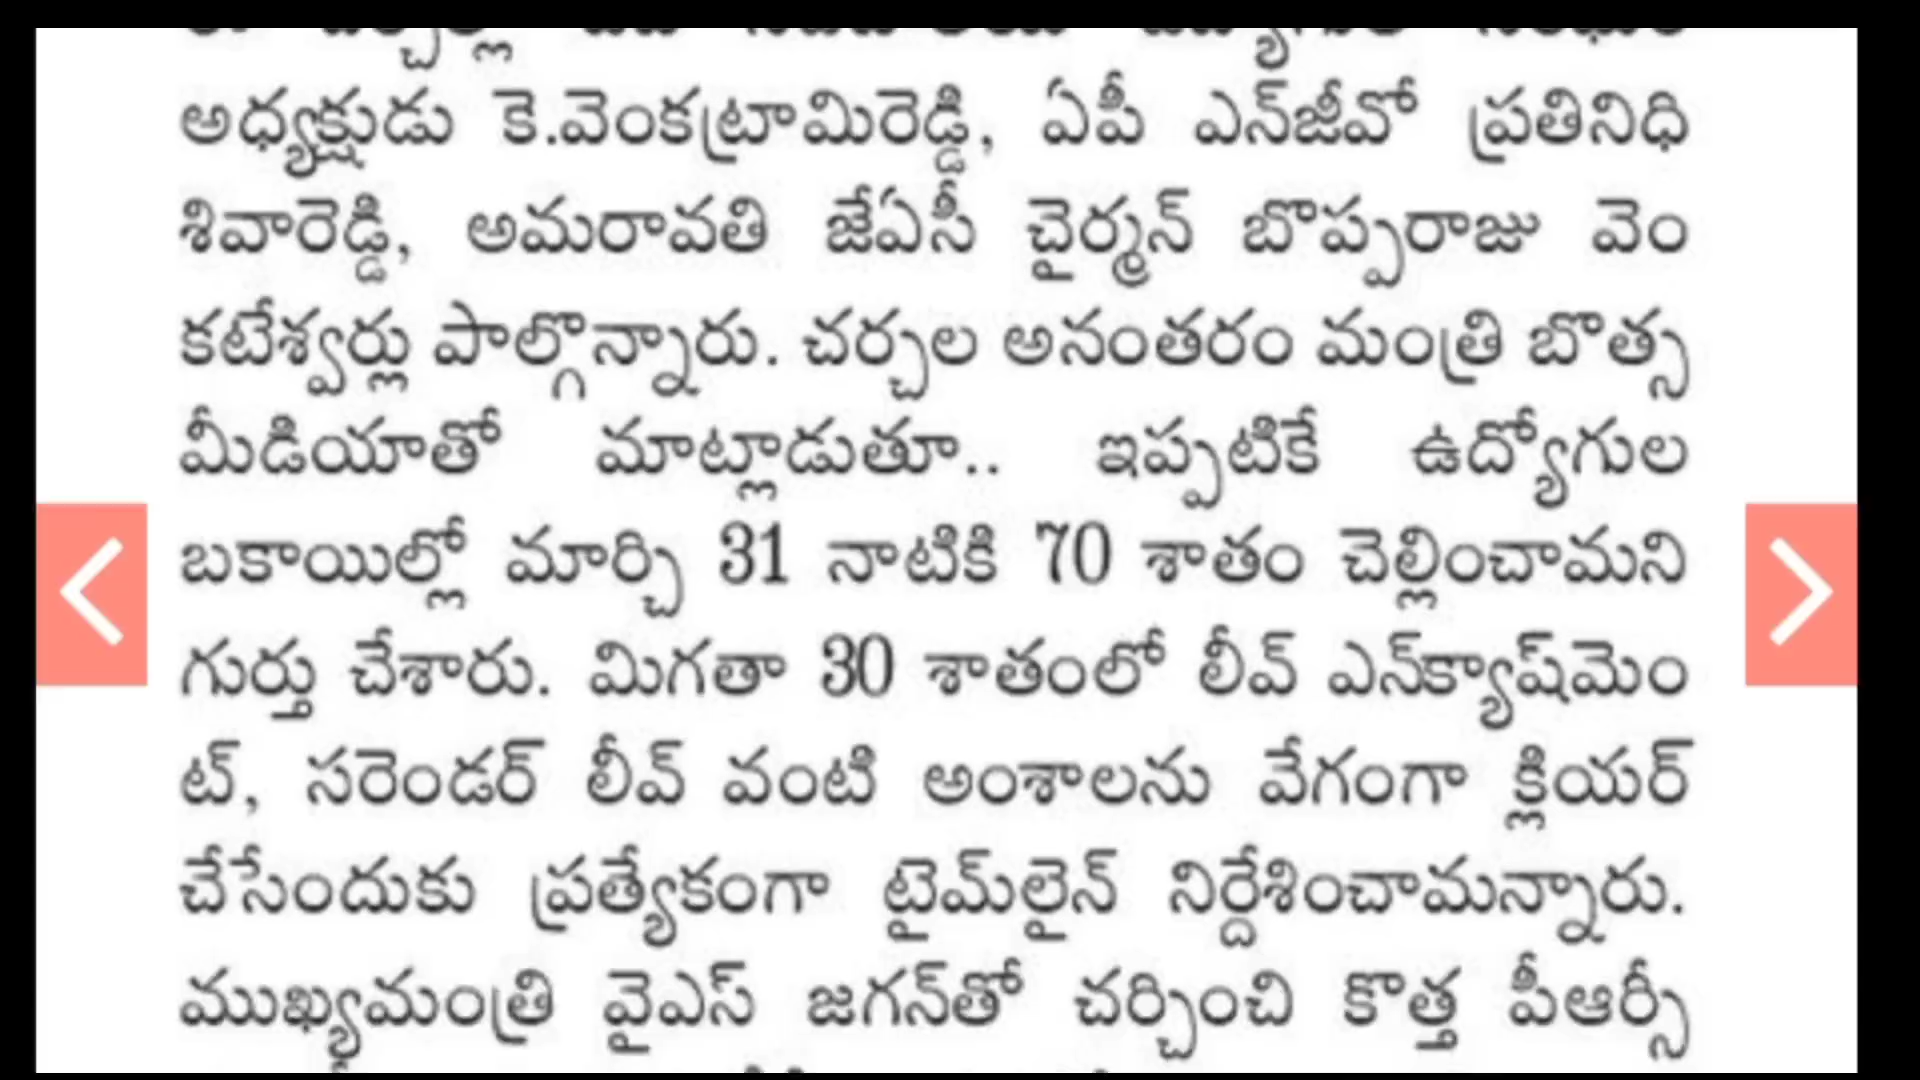 అధ్యక్షుడు కె.వెంకట్రామిరెడ్డి, ఏపీ ఎన్‌జీవో ప్రతినిధి
శివారెడ్డి, అమరావతి జేఏసీ చైర్మన్ బొప్పరాజు వెం
కటేశ్వర్లు పాల్గొన్నారు. చర్చల అనంతరం మంత్రి బొత్స
మీడియాతో మాట్లాడుతూ.. ఇప్పటికే ఉద్యోగుల
బకాయిల్లో మార్చి 31 నాటికి 70 శాతం చెల్లించామని
గుర్తు చేశారు. మిగతా 30 శాతంలో లీవ్ ఎన్‌క్యాష్‌మెం
ట్, సరెండర్ లీవ్ వంటి అంశాలను వేగంగా క్లియర్
చేసేందుకు ప్రత్యేకంగా టైమ్‌లైన్ నిర్దేశించామన్నారు.
ముఖ్యమంత్రి వైఎస్ జగన్‌తో చర్చించి కొత్త పీఆర్సీ